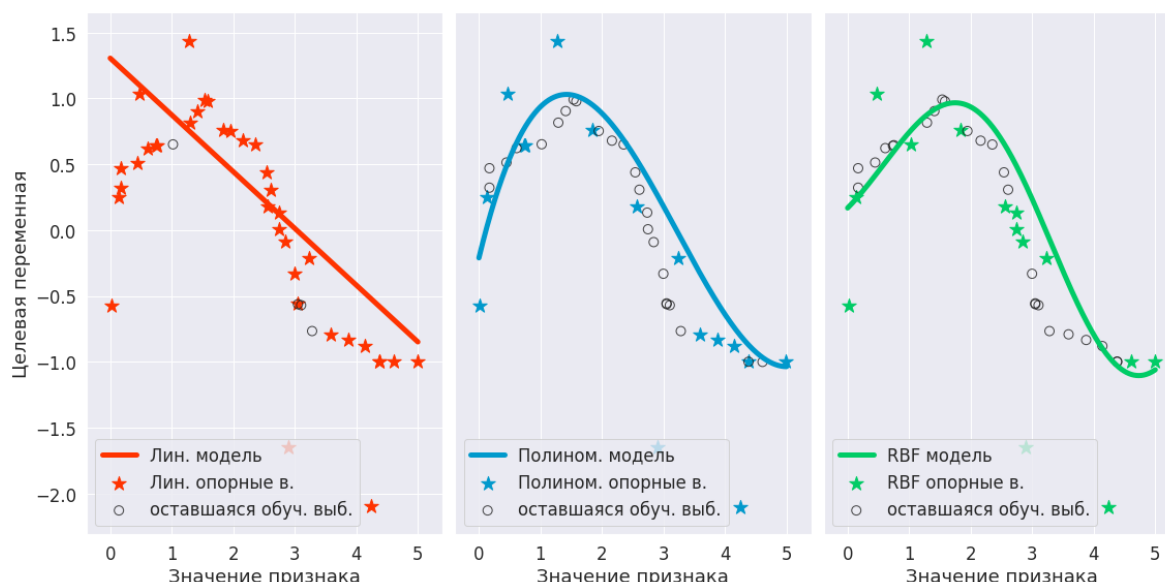 Целевая переменная
1.5
1.0
0.5
0.0
−0.5
−1.0
−1.5
−2.0
Лин. модель
Лин. опорные в.
оставшаяся обуч. выб.
0 1 2 3 4 5
Значение признака
Полином. модель
Полином. опорные в.
оставшаяся обуч. выб.
0 1 2 3 4 5
Значение признака
RBF модель
RBF опорные в.
оставшаяся обуч. выб.
0 1 2 3 4 5
Значение признака